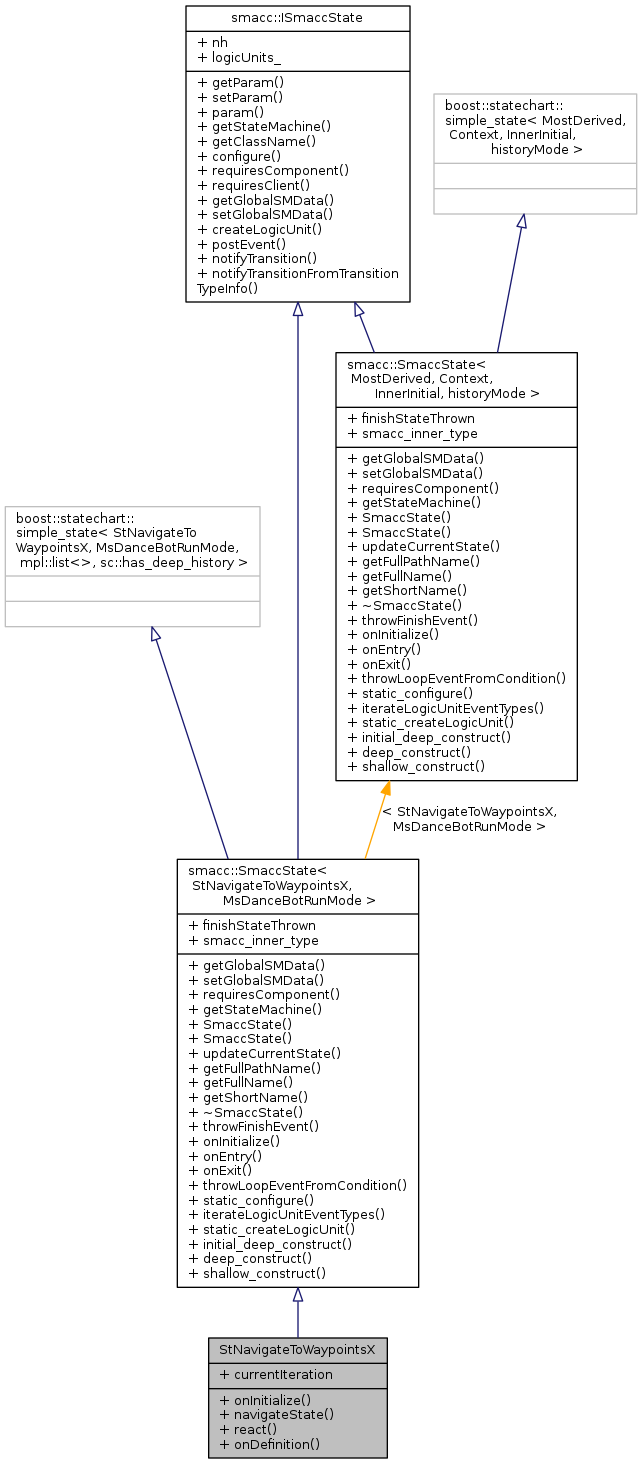 smacc::ISmaccState
+ nh
+ logicUnits_
+ getParam()
+ setParam()
+ param()
+ getStateMachine()
+ getClassName()
+ configure()
+ requiresComponent()
+ requiresClient()
+ getGlobalSMData()
+ setGlobalSMData()
+ createLogicUnit()
+ postEvent()
+ notifyTransition()
+ notifyTransitionFromTransition
TypeInfo()
boost::statechart::
simple_state< MostDerived,
Context, InnerInitial,
historyMode >
smacc::SmaccState<
MostDerived, Context,
InnerInitial, historyMode >
+ finishStateThrown
+ smacc_inner_type
+ getGlobalSMData()
+ setGlobalSMData()
+ requiresComponent()
+ getStateMachine()
+ SmaccState()
+ SmaccState()
+ updateCurrentState()
+ getFullPathName()
+ getFullName()
+ getShortName()
+ ~SmaccState()
+ throwFinishEvent()
+ onInitialize()
+ onEntry()
+ onExit()
+ throwLoopEventFromCondition()
+ static_configure()
+ iterateLogicUnitEventTypes()
+ static_createLogicUnit()
+ initial_deep_construct()
+ deep_construct()
+ shallow_construct()
boost::statechart::
simple_state< StNavigateTo
WaypointsX, MsDanceBotRunMode,
mpl::list<>, sc::has_deep_history >
< StNavigateToWaypointsX,
MsDanceBotRunMode >
smacc::SmaccState<
StNavigateToWaypointsX,
MsDanceBotRunMode >
+ finishStateThrown
+ smacc_inner_type
+ getGlobalSMData()
+ setGlobalSMData()
+ requiresComponent()
+ getStateMachine()
+ SmaccState()
+ SmaccState()
+ updateCurrentState()
+ getFullPathName()
+ getFullName()
+ getShortName()
+ ~SmaccState()
+ throwFinishEvent()
+ onInitialize()
+ onEntry()
+ onExit()
+ throwLoopEventFromCondition()
+ static_configure()
+ iterateLogicUnitEventTypes()
+ static_createLogicUnit()
+ initial_deep_construct()
+ deep_construct()
+ shallow_construct()
StNavigateToWaypointsX
+ currentIteration
+ onInitialize()
+ navigateState()
+ react()
+ onDefinition()